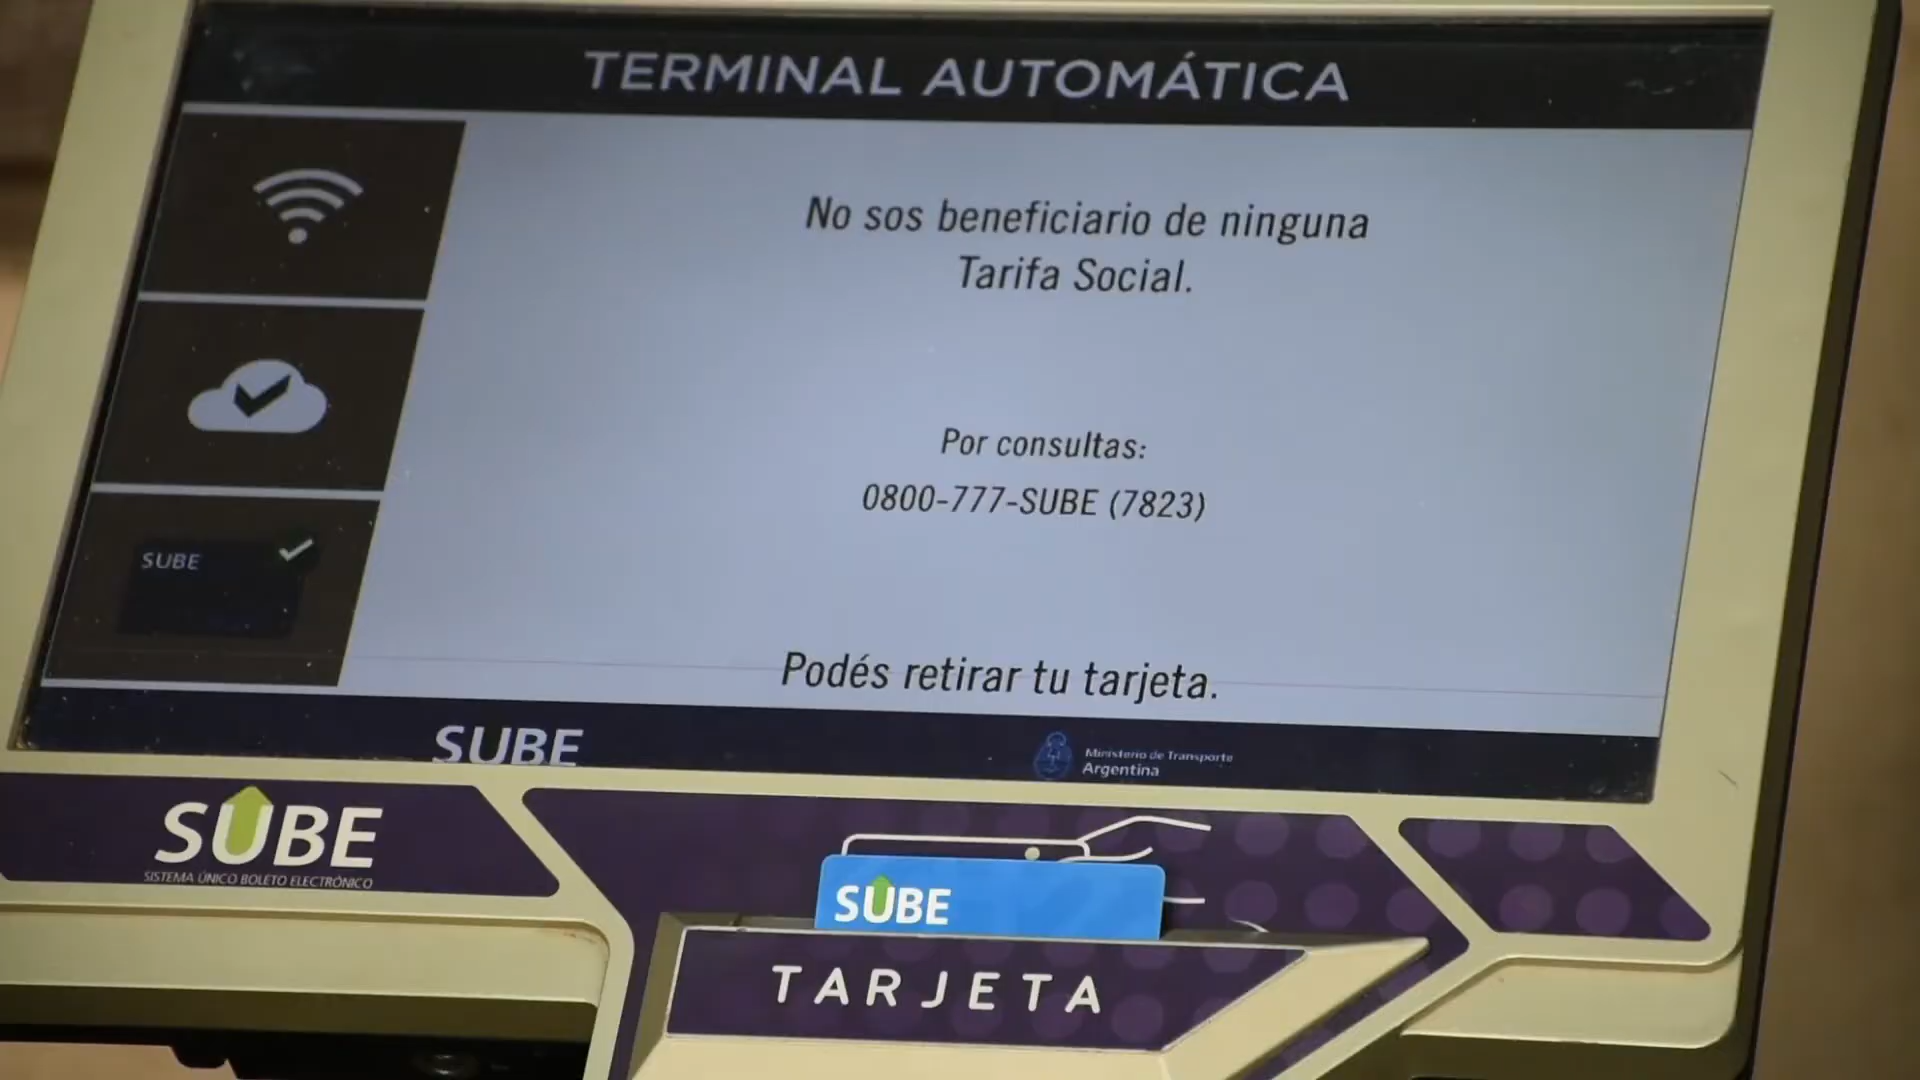 TERMINAL AUTOMÁTICA
No sos beneficiario de ninguna
Tarifa Social.
Por consultas:
0800-777-SUBE (7823)
SUBE
Podés retirar tu tarjeta.
SUBE
Ministerio de Transporte
Argentina
SUBE
SISTEMA ÚNICO BOLETO ELECTRÓNICO
SUBE
TARJETA